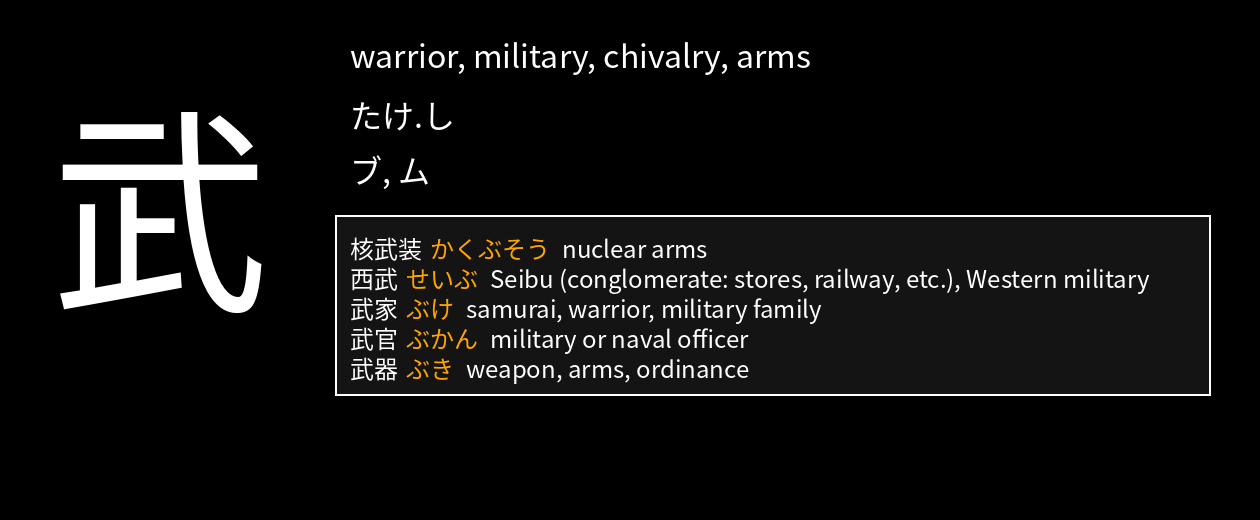 武
warrior, military, chivalry, arms
たけ.し
ブ, ム
核武装 かくぶそう nuclear arms
西武 せいぶ Seibu (conglomerate: stores, railway, etc.), Western military
武家 ぶけ samurai, warrior, military family
武官 ぶかん military or naval officer
武器 ぶき weapon, arms, ordinance